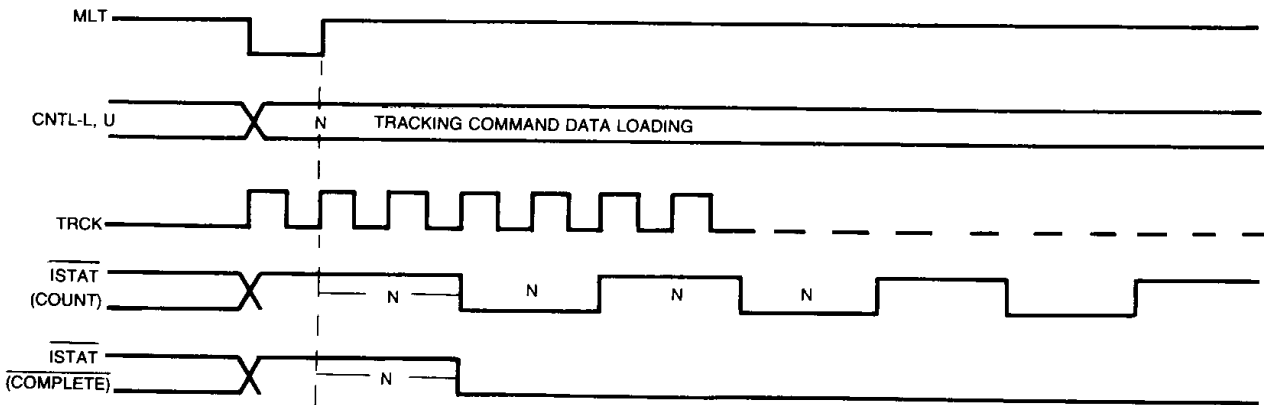 MLT
CNTL-L, U
N TRACKING COMMAND DATA LOADING
TRCK
ISTAT
(COUNT)
N N N N
ISTAT
(COMPLETE)
N